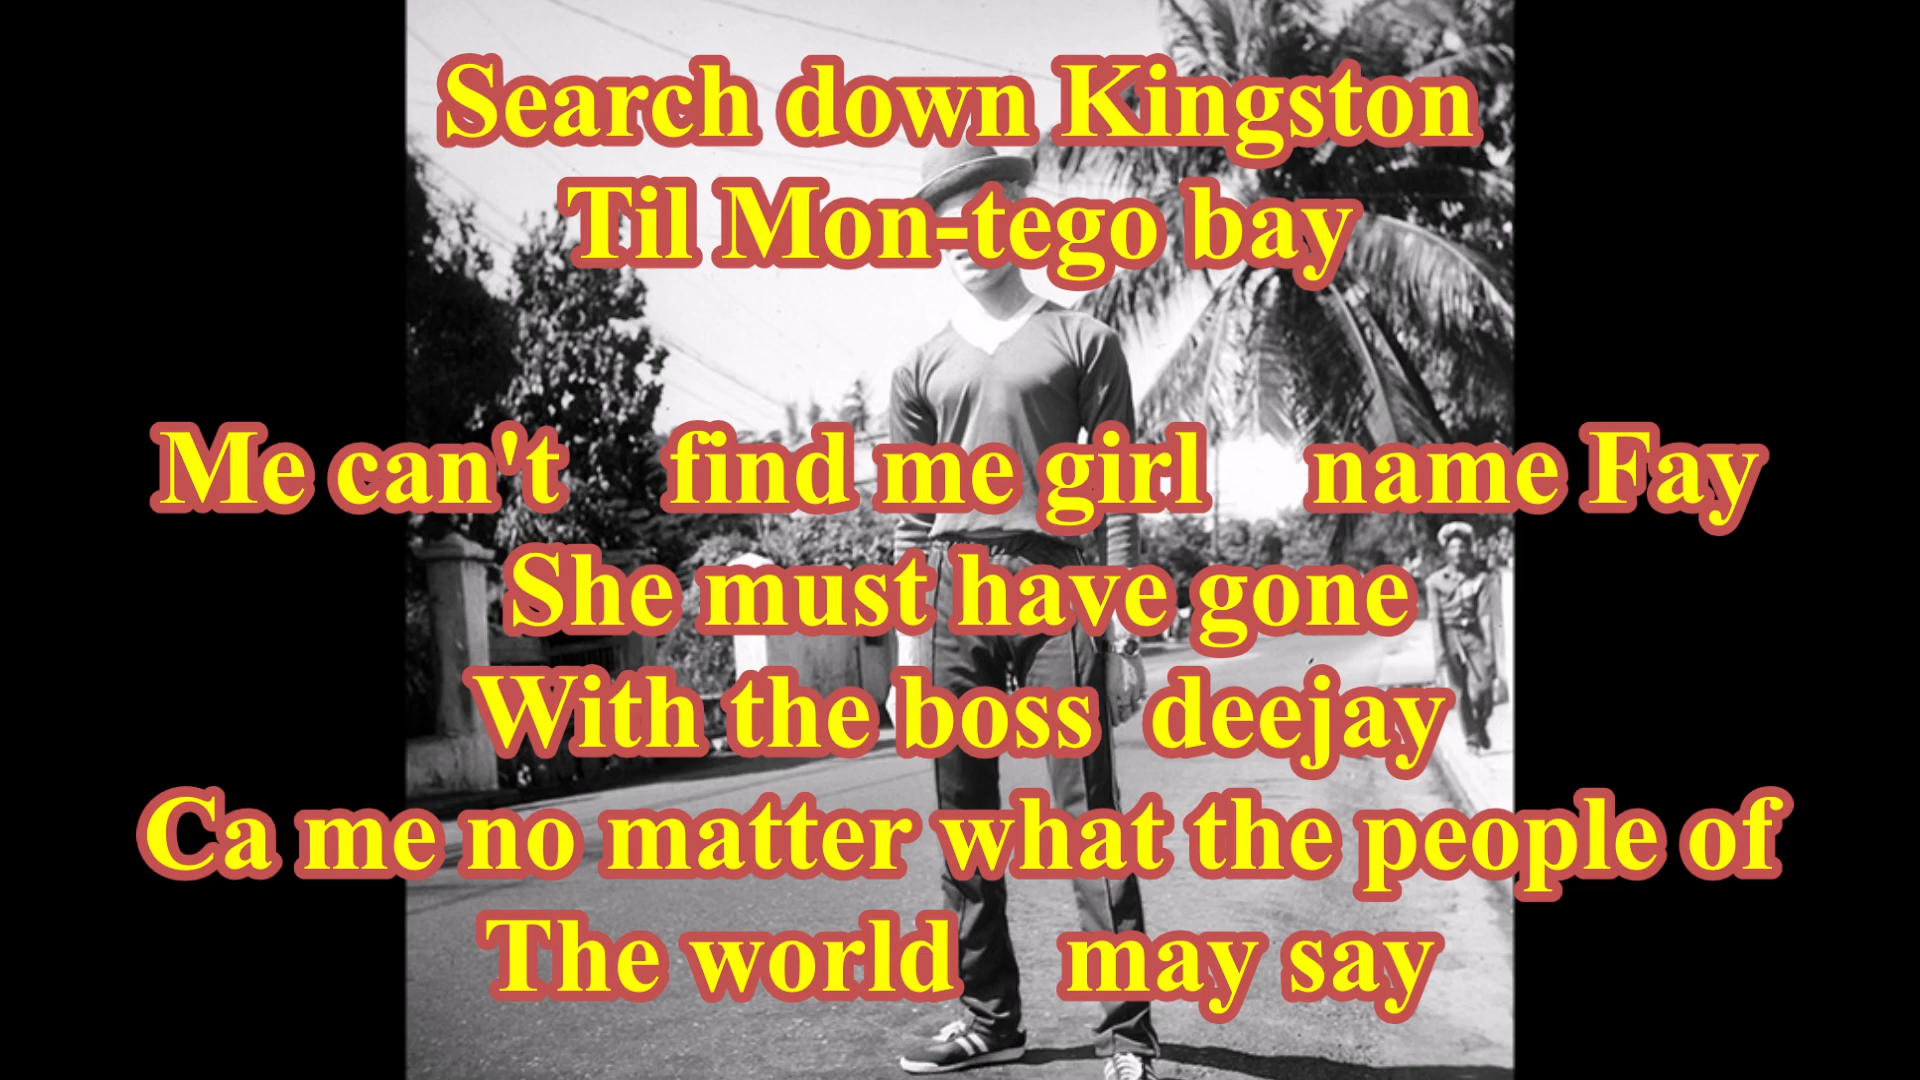 Search down Kingston
Til Mon-tego bay
Me can't find me girl name Fay
She must have gone
With the boss deejay
Ca me no matter what the people of
The world may say